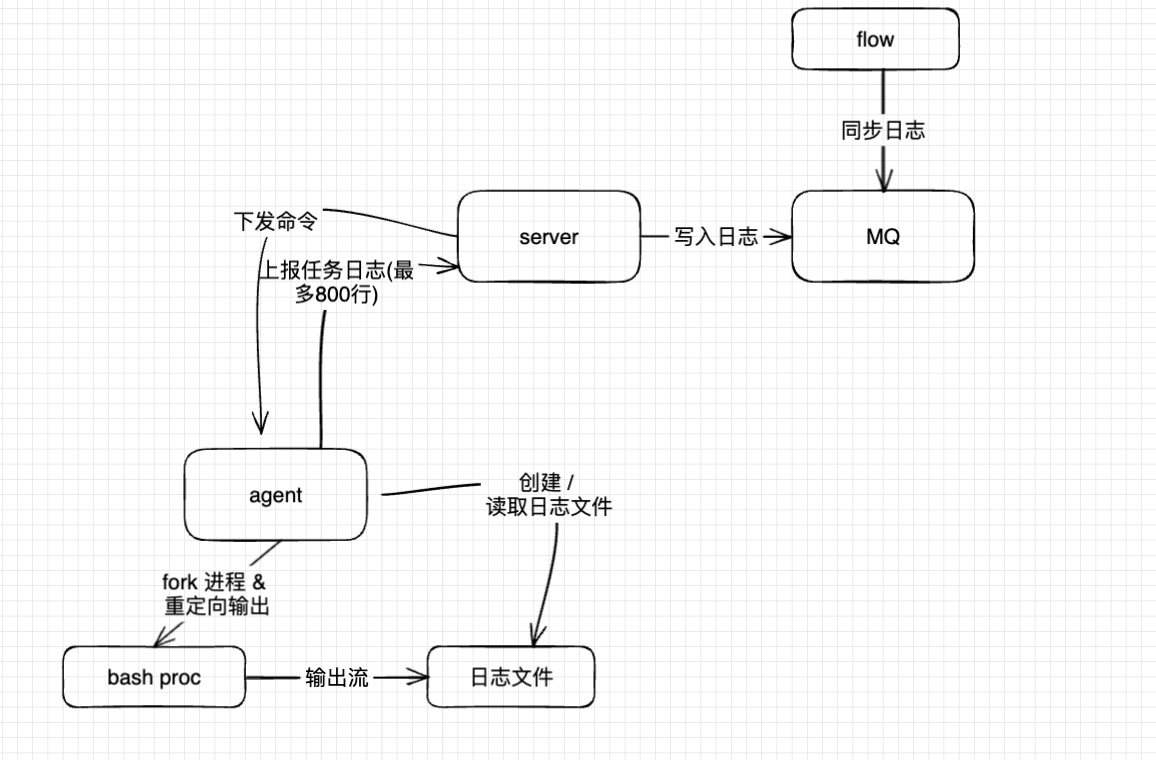 flow
同步日志
下发命令
server
写入日志
MQ
上报任务日志(最
多800行)
agent
创建 /
读取日志文件
fork 进程 &
重定向输出
bash proc
输出流
日志文件